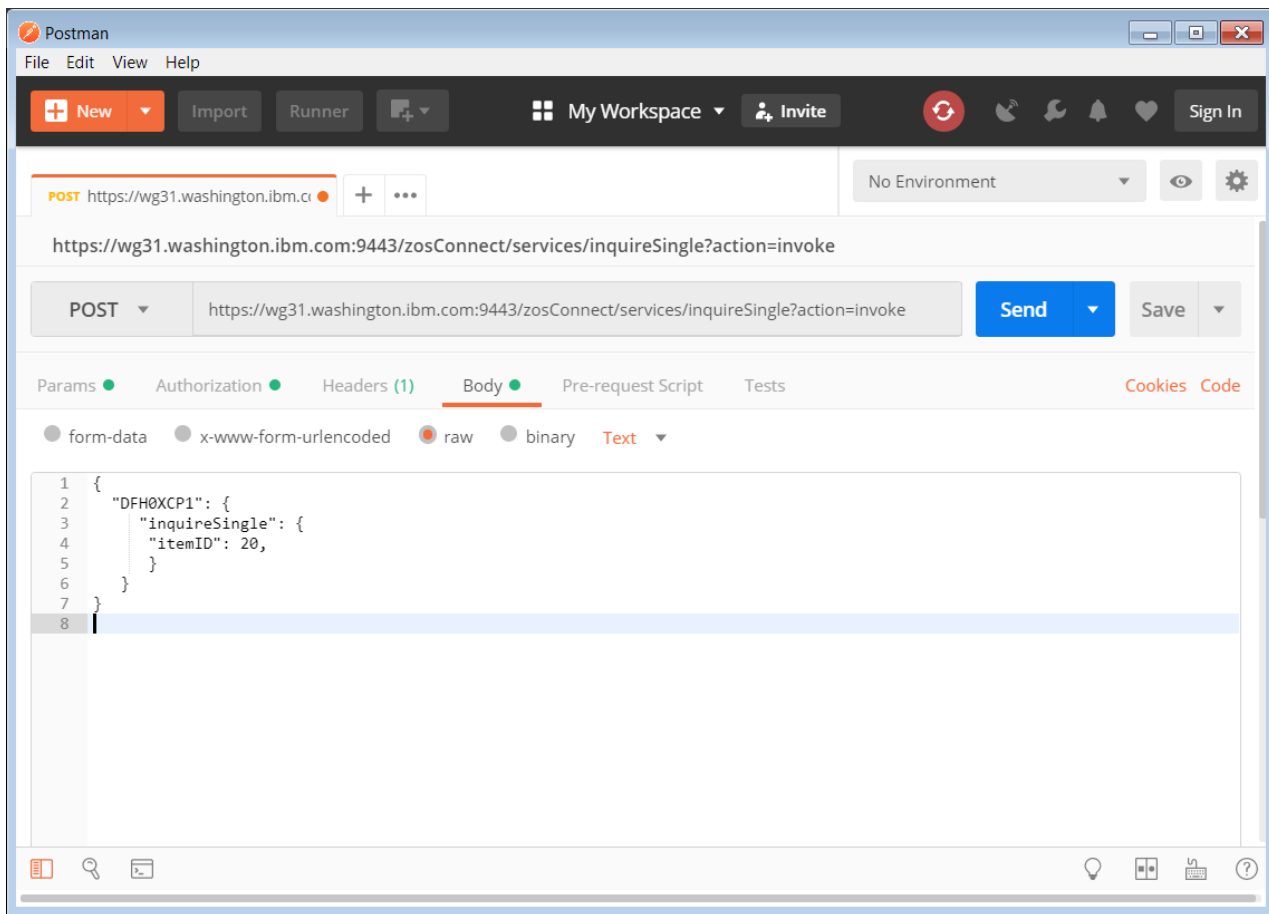 Postman
File Edit View Help
New Import Runner My Workspace Invite Sign In
POST https://wg31.washington.ibm.co + ••• No Environment
https://wg31.washington.ibm.com:9443/zosConnect/services/inquireSingle?action=invoke
POST https://wg31.washington.ibm.com:9443/zosConnect/services/inquireSingle?action=invoke Send Save
Params Authorization Headers (1) Body Pre-request Script Tests Cookies Code
form-data x-www-form-urlencoded raw binary Text
1 {
2 "DFH0XCP1": {
3 "inquireSingle": {
4 "itemID": 20,
5 }
6 }
7 }
8